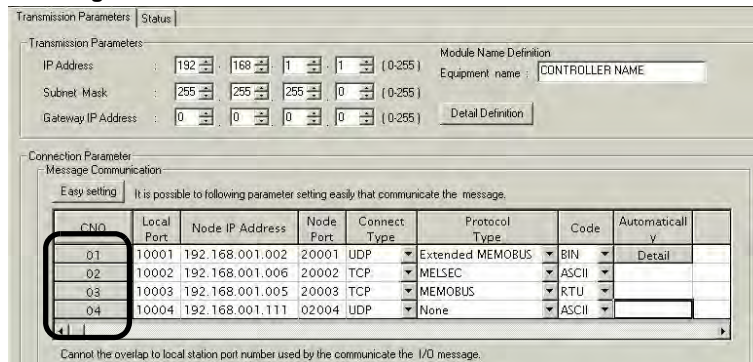 Transmission Parameters Status
Transmission Parameters
IP Address : 192 . 168 . 1 . 1 (0-255)
Subnet Mask : 255 . 255 . 255 . 0 (0-255)
Gateway IP Address : 0 . 0 . 0 . 0 (0-255)
Module Name Definition
Equipment name : CONTROLLER NAME
Detail Definition
Connection Parameter
Message Communication
Easy setting It is possible to following parameter setting easily that communicate the message.
CNO Local Port Node IP Address Node Port Connect Type Protocol Type Code Automatically
01 10001 192.168.001.002 20001 UDP Extended MEMOBUS BIN Detail
02 10002 192.168.001.006 20002 TCP MELSEC ASCII
03 10003 192.168.001.005 20003 TCP MEMOBUS RTU
04 10004 192.168.001.111 02004 UDP None ASCII
Cannot the overlap to local station port number used by the communicate the I/O message.